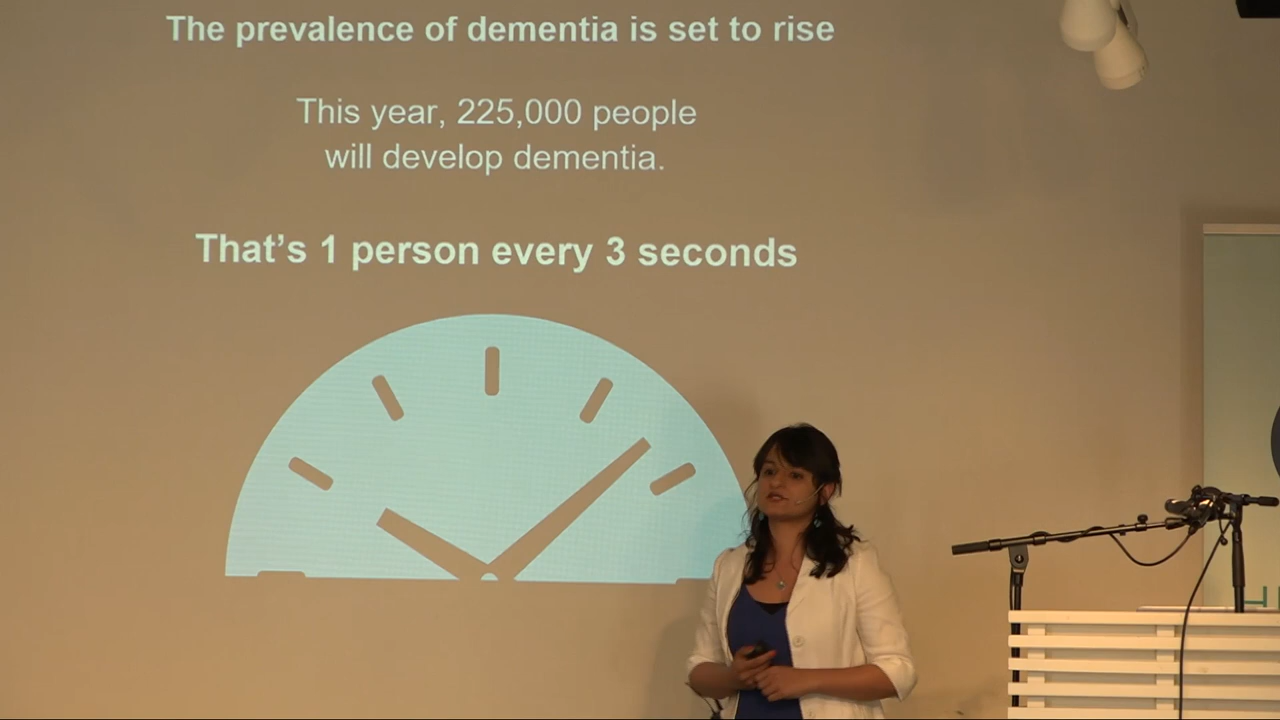 The prevalence of dementia is set to rise
This year, 225,000 people
will develop dementia.
That's 1 person every 3 seconds